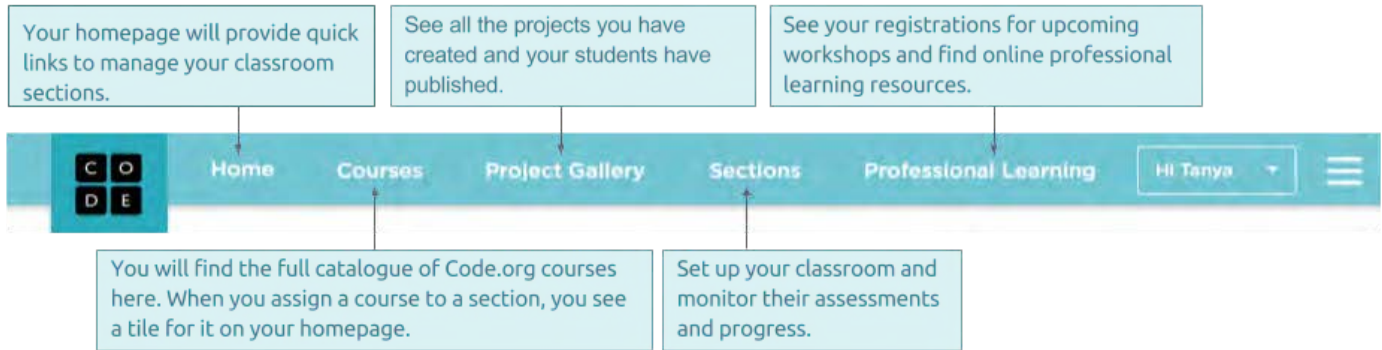 Your homepage will provide quick
links to manage your classroom
sections.
See all the projects you have
created and your students have
published.
See your registrations for upcoming
workshops and find online professional
learning resources.
C O
D E
Home
Courses
Project Gallery
Sections
Professional Learning
Hi Tanya
You will find the full catalogue of Code.org courses
here. When you assign a course to a section, you see
a tile for it on your homepage.
Set up your classroom and
monitor their assessments
and progress.